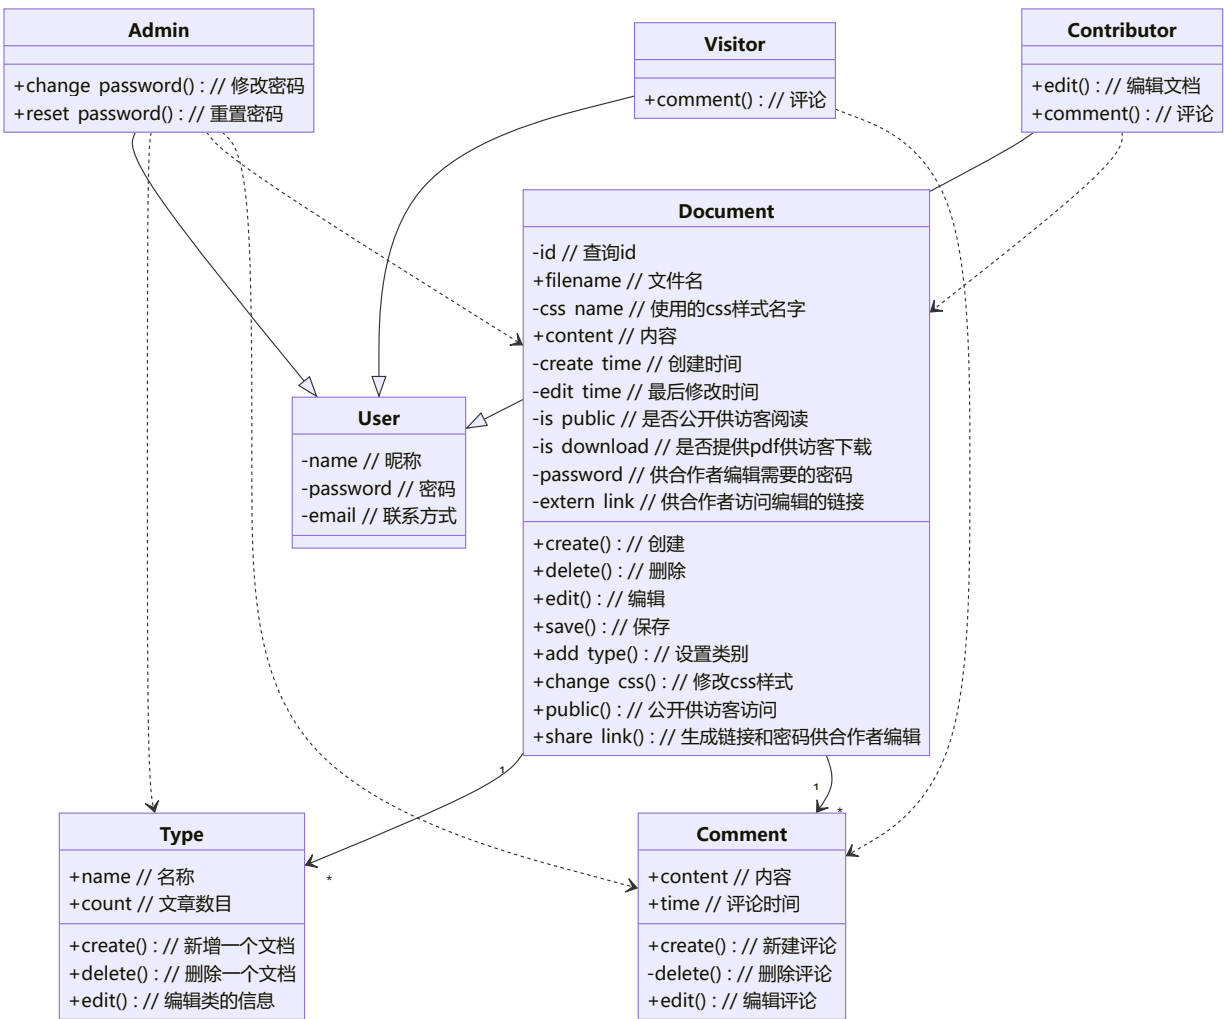 Admin
+change password() : // 修改密码
+reset password() : // 重置密码
Visitor
+comment() : // 评论
Contributor
+edit() : // 编辑文档
+comment() : // 评论
Document
-id // 查询id
+filename // 文件名
-css name // 使用的css样式名字
+content // 内容
-create time // 创建时间
-edit time // 最后修改时间
-is public // 是否公开供访客阅读
-is download // 是否提供pdf供访客下载
-password // 供合作者编辑需要的密码
-extern link // 供合作者访问编辑的链接
+create() : // 创建
+delete() : // 删除
+edit() : // 编辑
+save() : // 保存
+add type() : // 设置类别
+change css() : // 修改css样式
+public() : // 公开供访客访问
+share link() : // 生成链接和密码供合作者编辑
User
-name // 昵称
-password // 密码
-email // 联系方式
1
*
1
*
Type
+name // 名称
+count // 文章数目
+create() : // 新增一个文档
+delete() : // 删除一个文档
+edit() : // 编辑类的信息
Comment
+content // 内容
+time // 评论时间
+create() : // 新建评论
-delete() : // 删除评论
+edit() : // 编辑评论